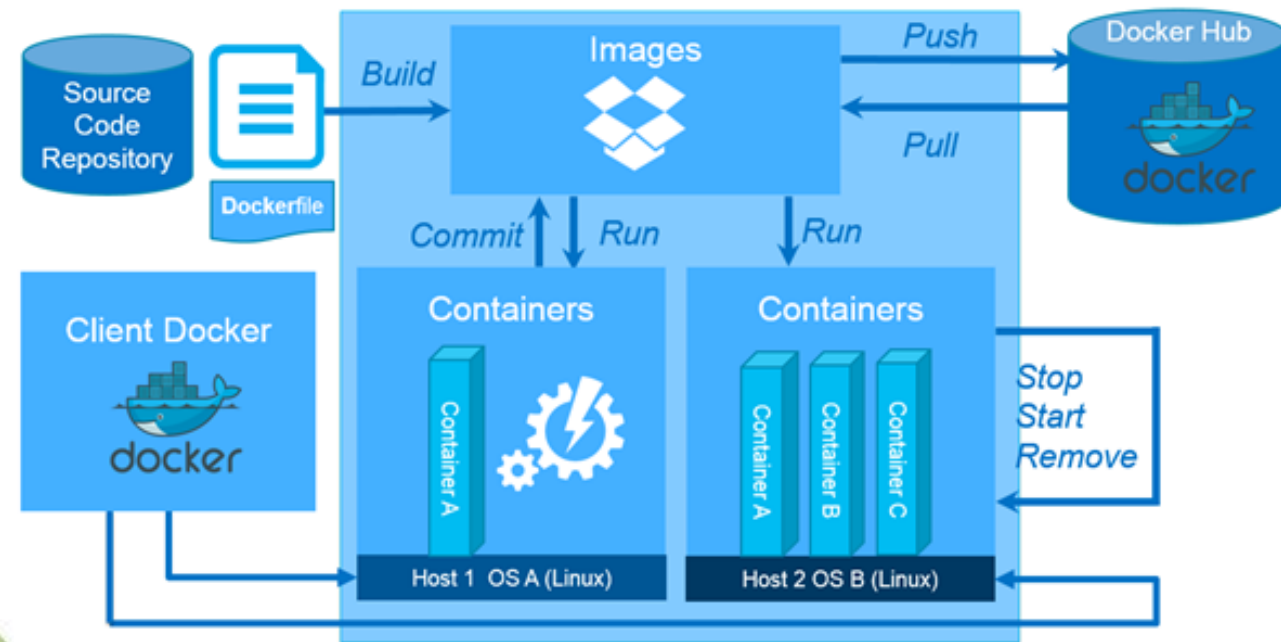 Source
Code
Repository
Dockerfile
Build
Images
Push
Pull
Docker Hub
docker
Commit
Run
Run
Client Docker
docker
Containers
Container A
Host 1 OS A (Linux)
Containers
Container A
Container B
Container C
Host 2 OS B (Linux)
Stop
Start
Remove